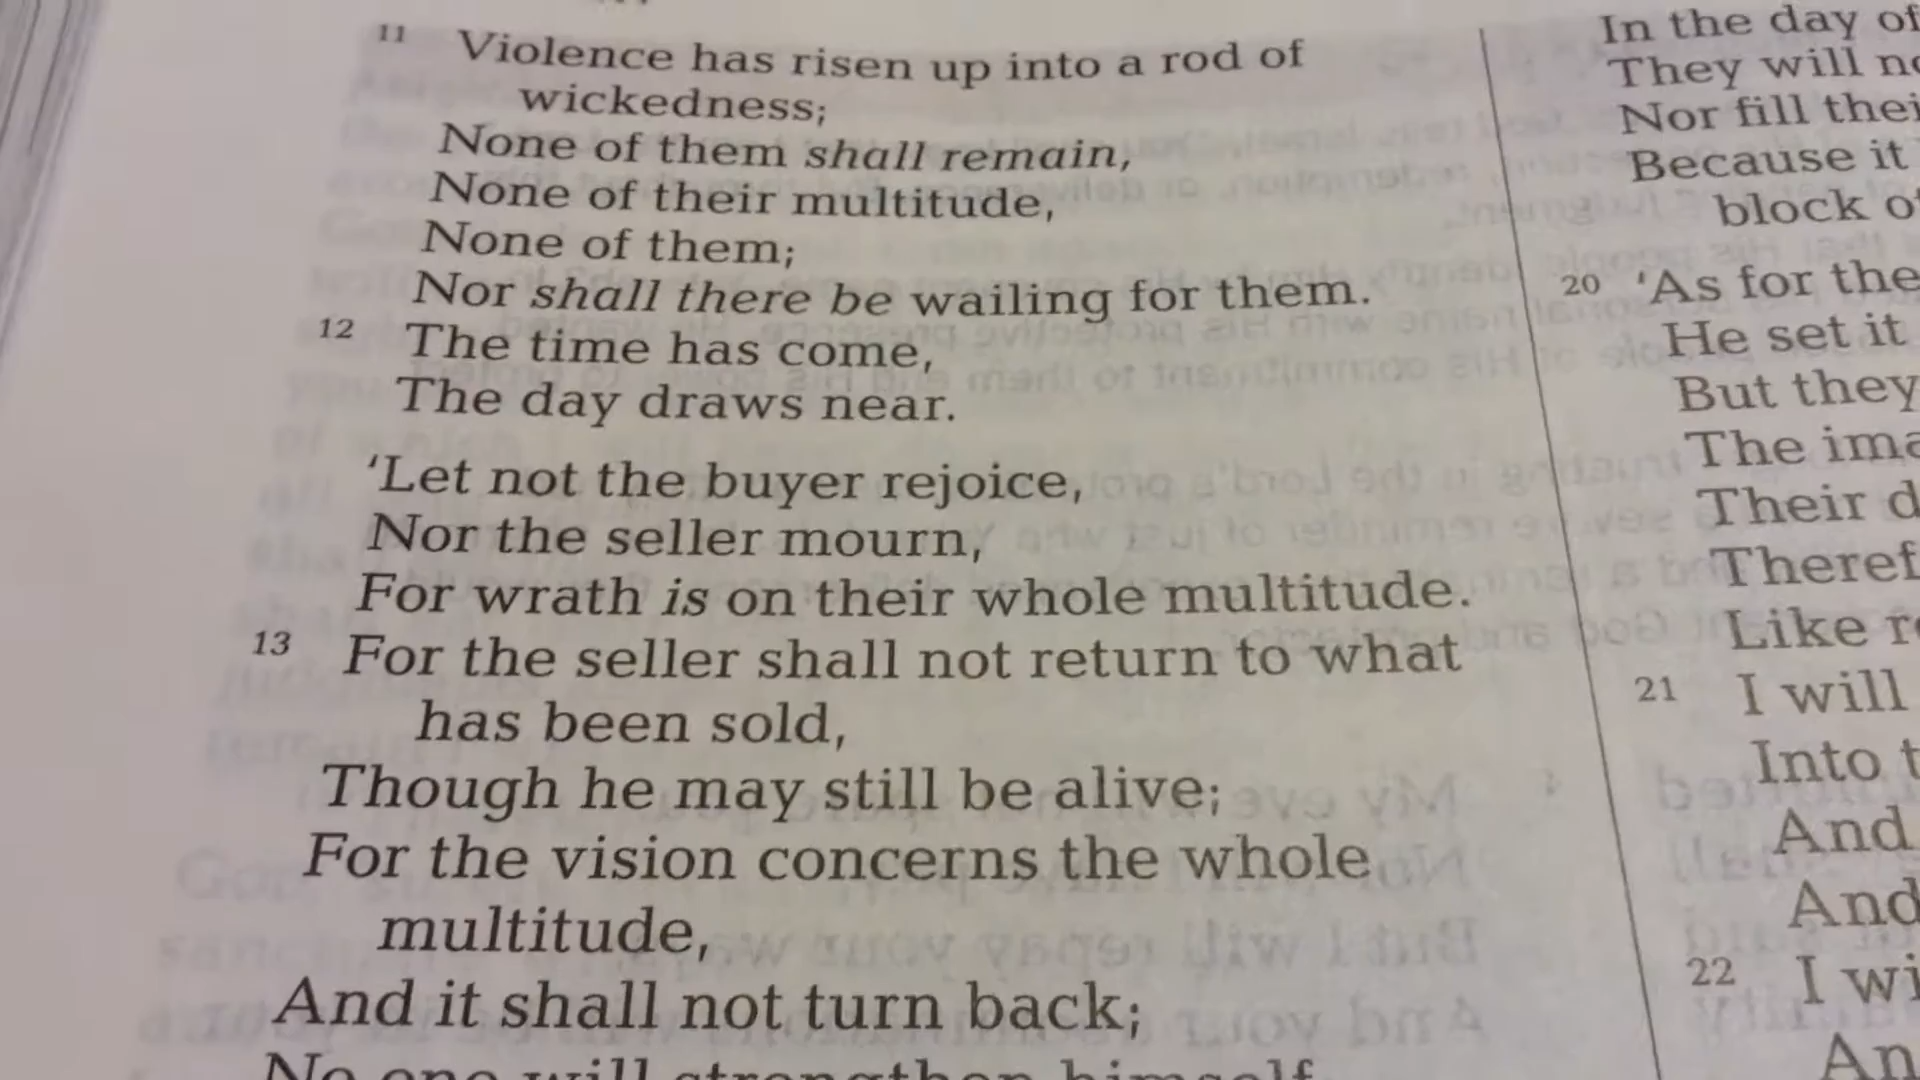 11 Violence has risen up into a rod of
wickedness;
None of them shall remain,
None of their multitude,
None of them;
Nor shall there be wailing for them.
12 The time has come,
The day draws near.
‘Let not the buyer rejoice,
Nor the seller mourn,
For wrath is on their whole multitude.
13 For the seller shall not return to what
has been sold,
Though he may still be alive;
For the vision concerns the whole
multitude,
And it shall not turn back;
No one will strengthen himself
In the day of
They will
Nor fill
Because it
block
20 ‘As for the
He set it
But they
The
Their
Like
21 I will
Into
And
And
22 I